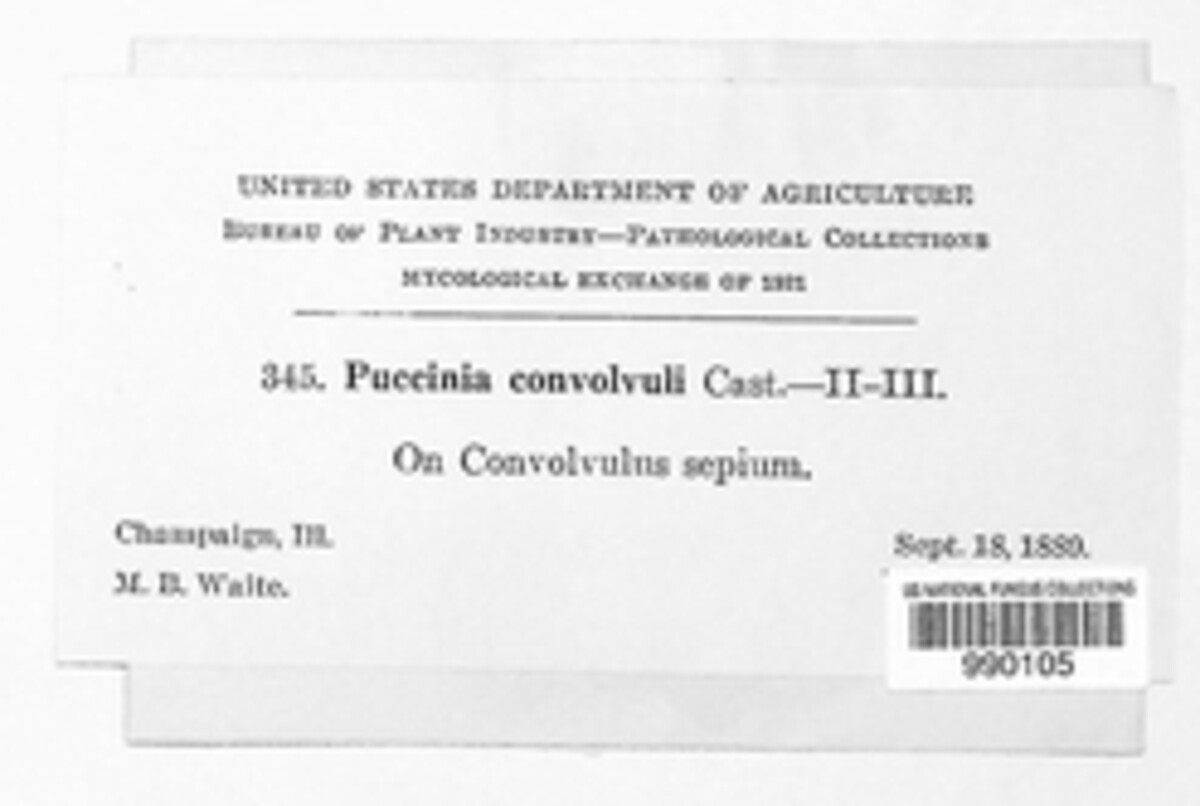 UNITED STATES DEPARTMENT OF AGRICULTURE
BUREAU OF PLANT INDUSTRY—PATHOLOGICAL COLLECTIONS
MYCOLOGICAL EXCHANGE OF
345. Puccinia convolvuli Cast.—II–III.
On Convolvulus sepium.
Champaign, Ill.
Sept. 18, 1889.
M. B. Waite.
US NATIONAL FUNGUS COLLECTIONS
990105